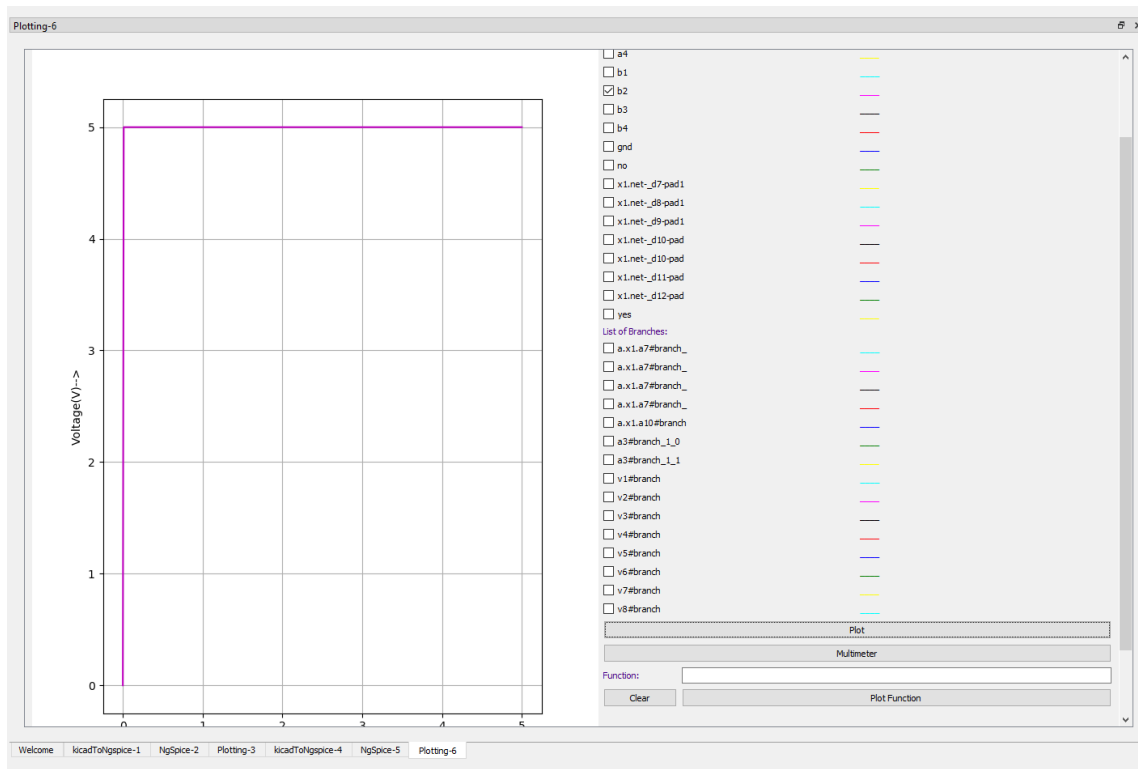 Plotting-6
a4
b1
b2
b3
b4
gnd
no
x1.net-_d7-pad1
x1.net-_d8-pad1
x1.net-_d9-pad1
x1.net-_d10-pad
x1.net-_d10-pad
x1.net-_d11-pad
x1.net-_d12-pad
yes
List of Branches:
a.x1.a7#branch_
a.x1.a7#branch_
a.x1.a7#branch_
a.x1.a7#branch_
a.x1.a10#branch
a3#branch_1_0
a3#branch_1_1
v1#branch
v2#branch
v3#branch
v4#branch
v5#branch
v6#branch
v7#branch
v8#branch
Plot
Multimeter
Function:
Clear Plot Function
5
4
3
2
1
0
Voltage(V)-->
0 1 2 3 4 5
Welcome kicadToNgspice-1 NgSpice-2 Plotting-3 kicadToNgspice-4 NgSpice-5 Plotting-6